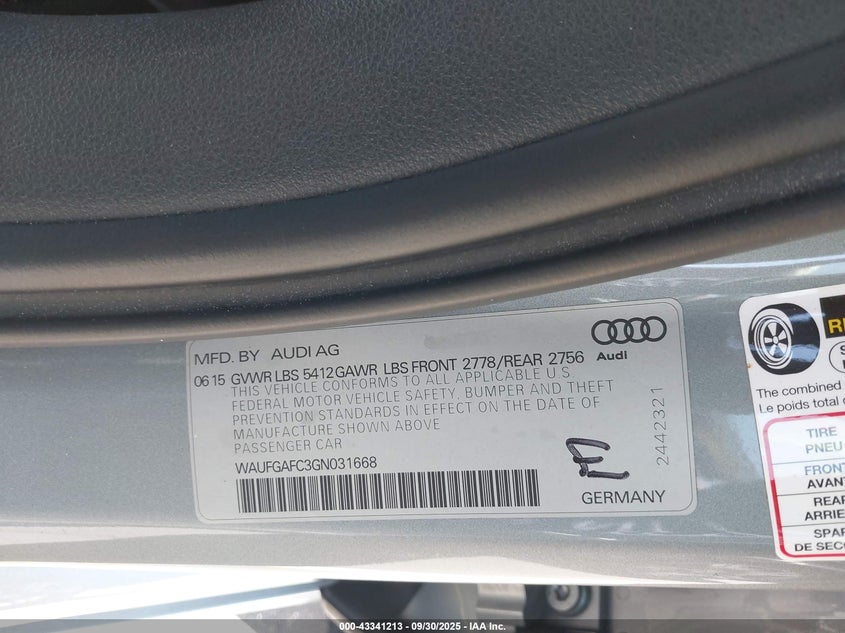 MFD. BY AUDI AG
Audi
0615 GVWR LBS 5412 GAWR LBS FRONT 2778/REAR 2756
THIS VEHICLE CONFORMS TO ALL APPLICABLE U S
FEDERAL MOTOR VEHICLE SAFETY, BUMPER AND THEFT
PREVENTION STANDARDS IN EFFECT ON THE DATE OF
MANUFACTURE SHOWN ABOVE
PASSENGER CAR
WAUFGAFC3GN031668
E
GERMANY
2442321
The combined
Le poids total
TIRE
PNEU
FRONT
AVANT
REAR
ARRIE
SPAR
DE SECO
000-43341213 - 09/30/2025 - IAA Inc.